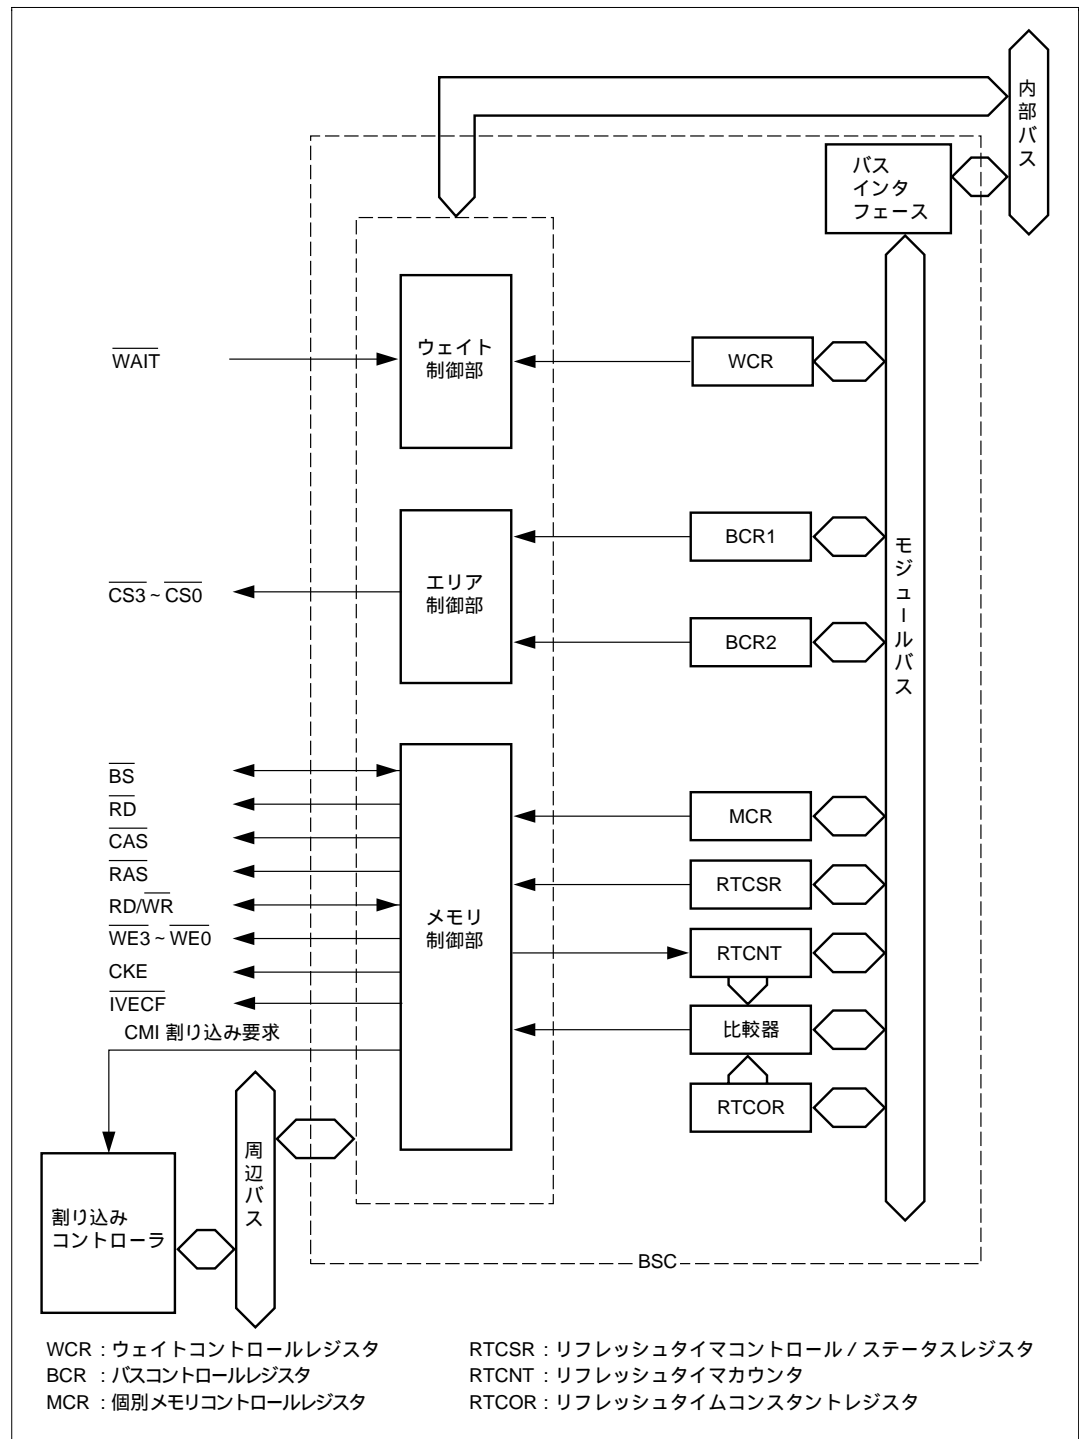 内部バス
バス
インタ
フェース
ウェイト
制御部
WAIT
WCR
エリア
制御部
BCR1
CS3~CS0
BCR2
モジュールバス
メモリ
制御部
BS
RD
CAS
RAS
RD/WR
WE3~WE0
CKE
IVECF
CMI 割り込み要求
MCR
RTCSR
RTCNT
比較器
RTCOR
周辺バス
割り込み
コントローラ
BSC
WCR : ウェイトコントロールレジスタ
BCR : バスコントロールレジスタ
MCR : 個別メモリコントロールレジスタ
RTCSR : リフレッシュタイマコントロール / ステータスレジスタ
RTCNT : リフレッシュタイマカウンタ
RTCOR : リフレッシュタイムコンスタントレジスタ